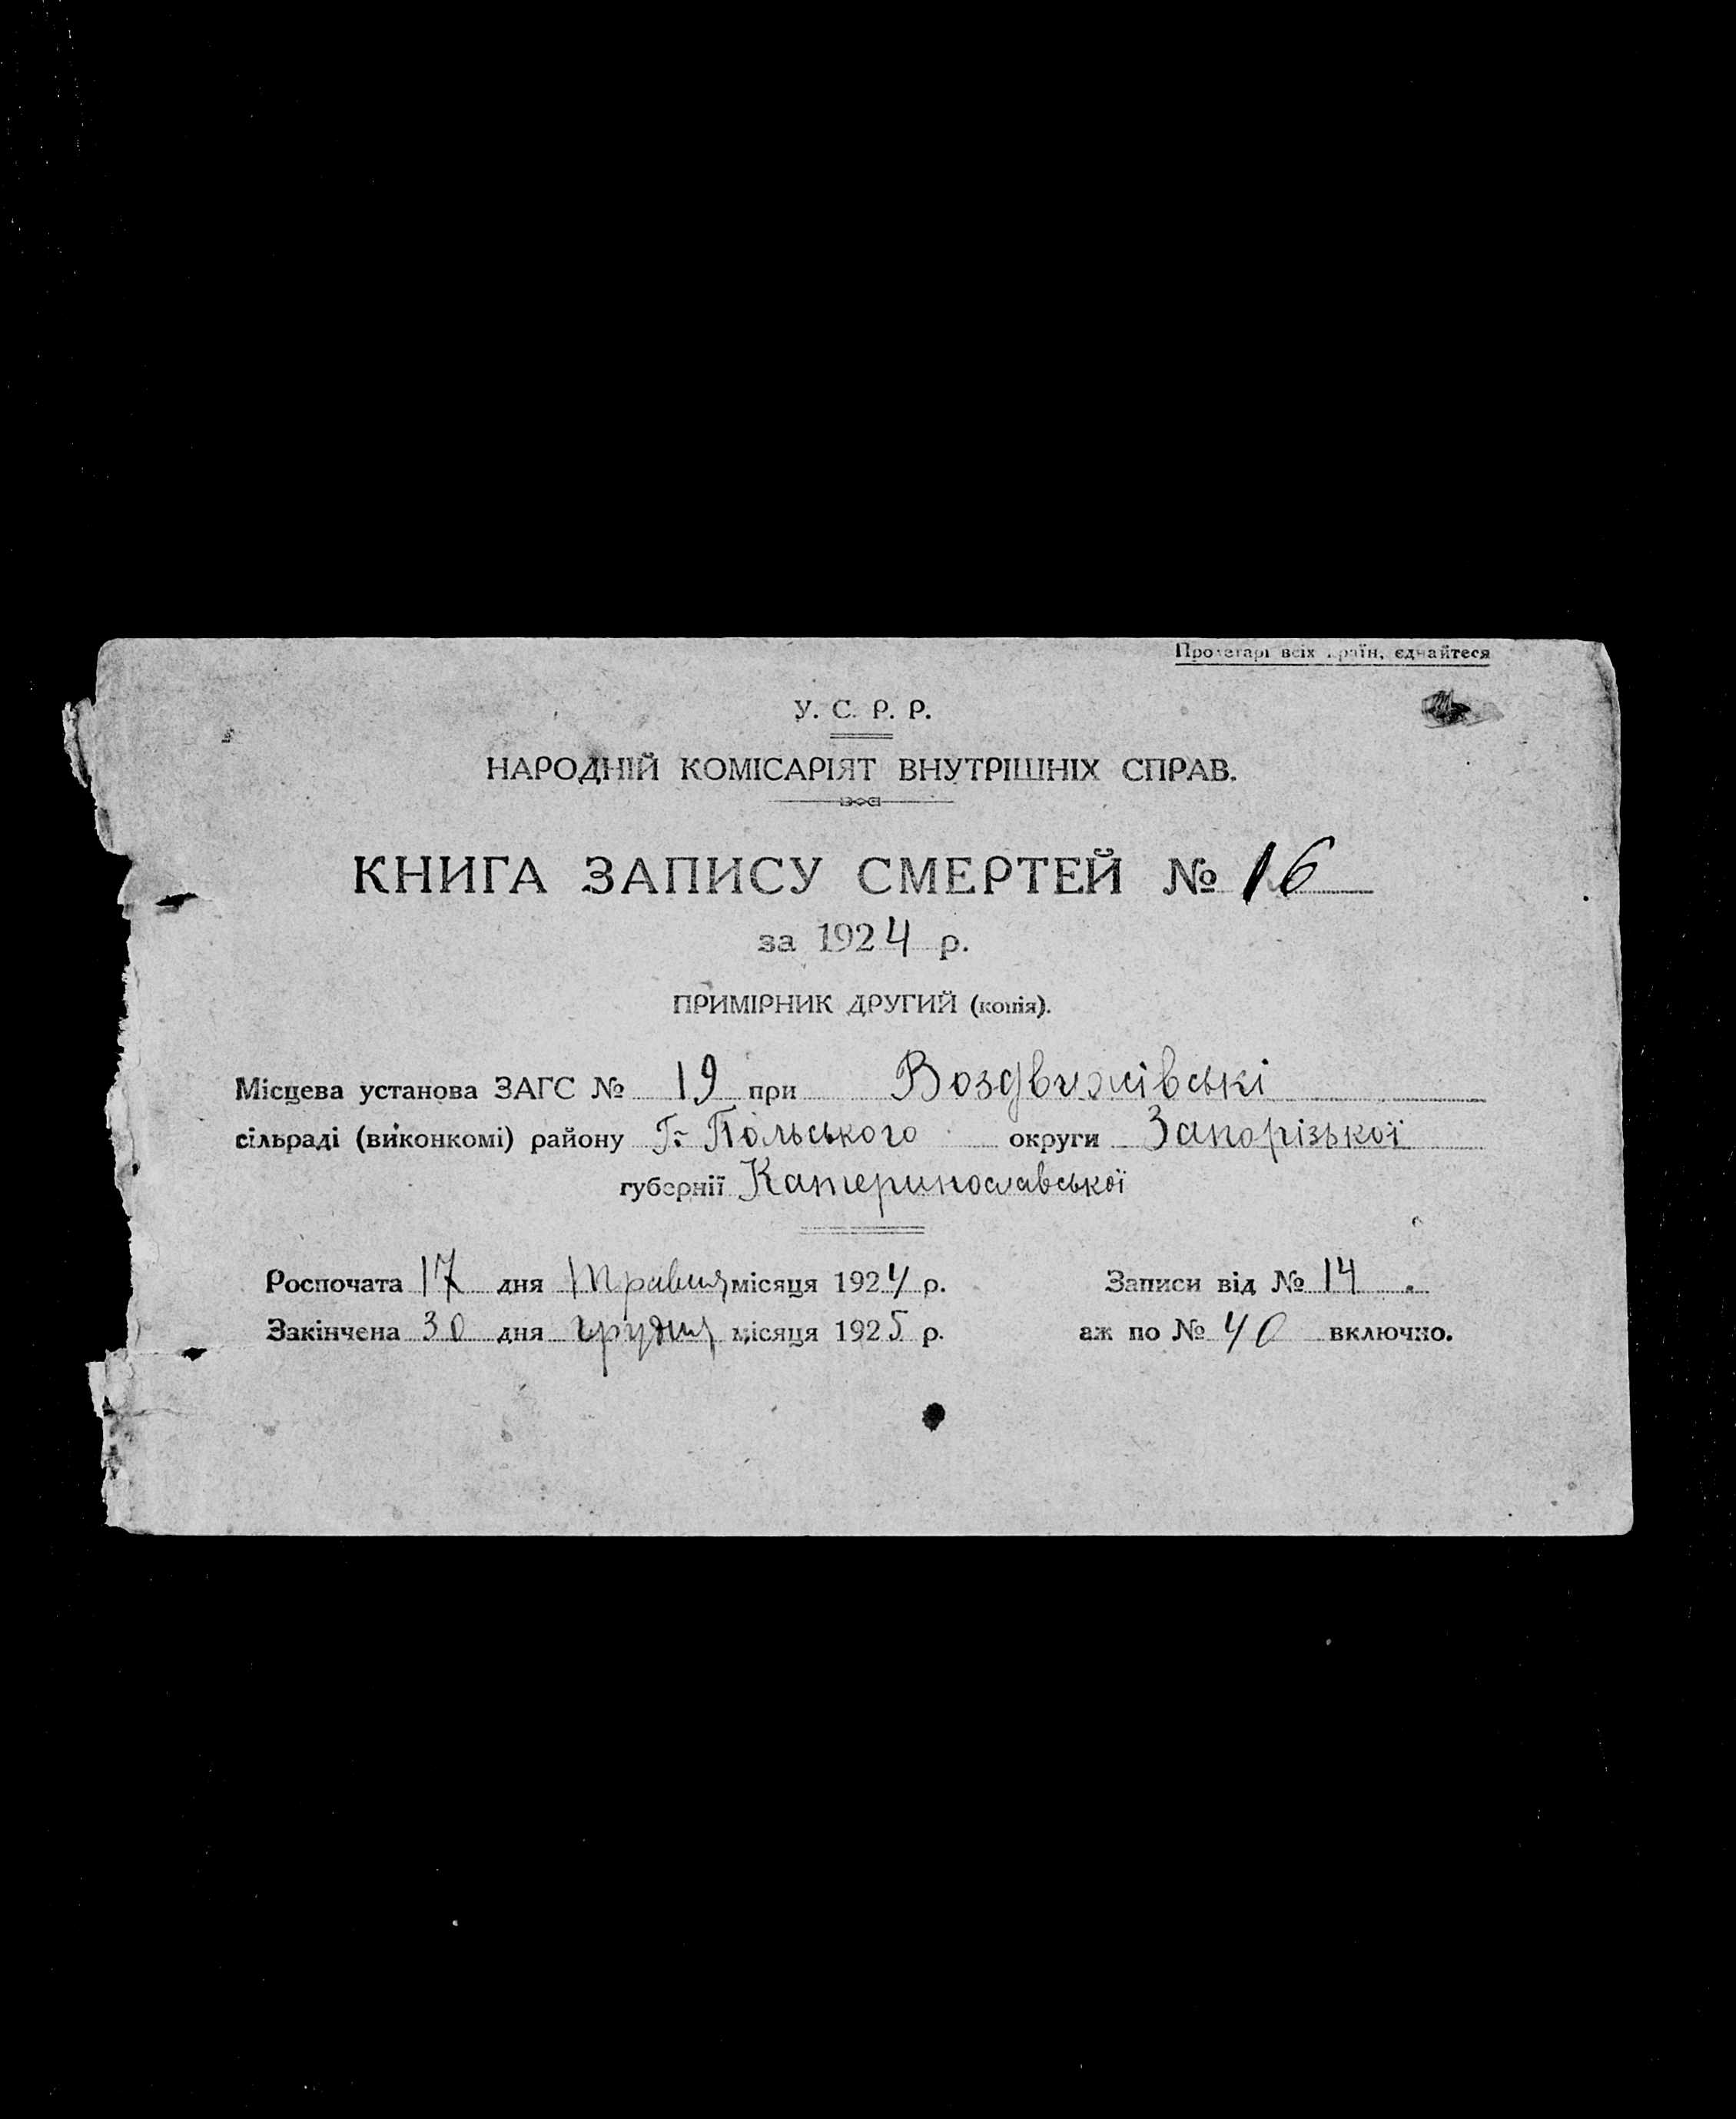 Пролетарі всіх країн, єднайтеся
У. С. Р. Р.
НАРОДНІЙ КОМІСАРІЯТ ВНУТРІШНІХ СПРАВ.
КНИГА ЗАПИСУ СМЕРТЕЙ № 16
за 1924 р.
ПРИМІРНИК ДРУГИЙ (копія).
Місцева установа ЗАГС № 19 при Воздвижівські
сільраді (виконкомі) району Г. Польського округи Запорізької
губернії Катеринославської
Роспочата 17 дня травня місяця 1924 р. Записи від № 14
Закінчена 30 дня грудня місяця 1925 р. аж по № 40 включно.